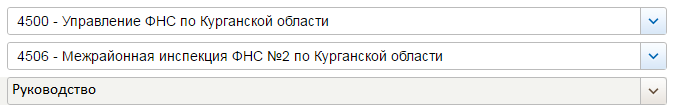 4500 - Управление ФНС по Курганской области
4506 - Межрайонная инспекция ФНС №2 по Курганской области
Руководство